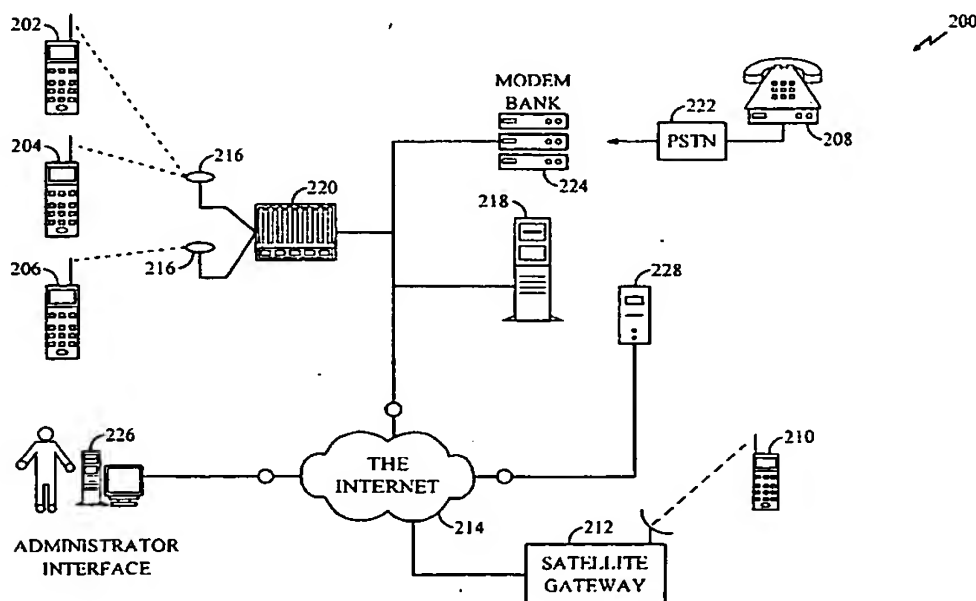 202
200
MODEM
BANK
222
PSTN
208
204
216
220
224
218
206
216
228
226
THE
INTERNET
210
214
212
ADMINISTRATOR
INTERFACE
SATELLITE
GATEWAY